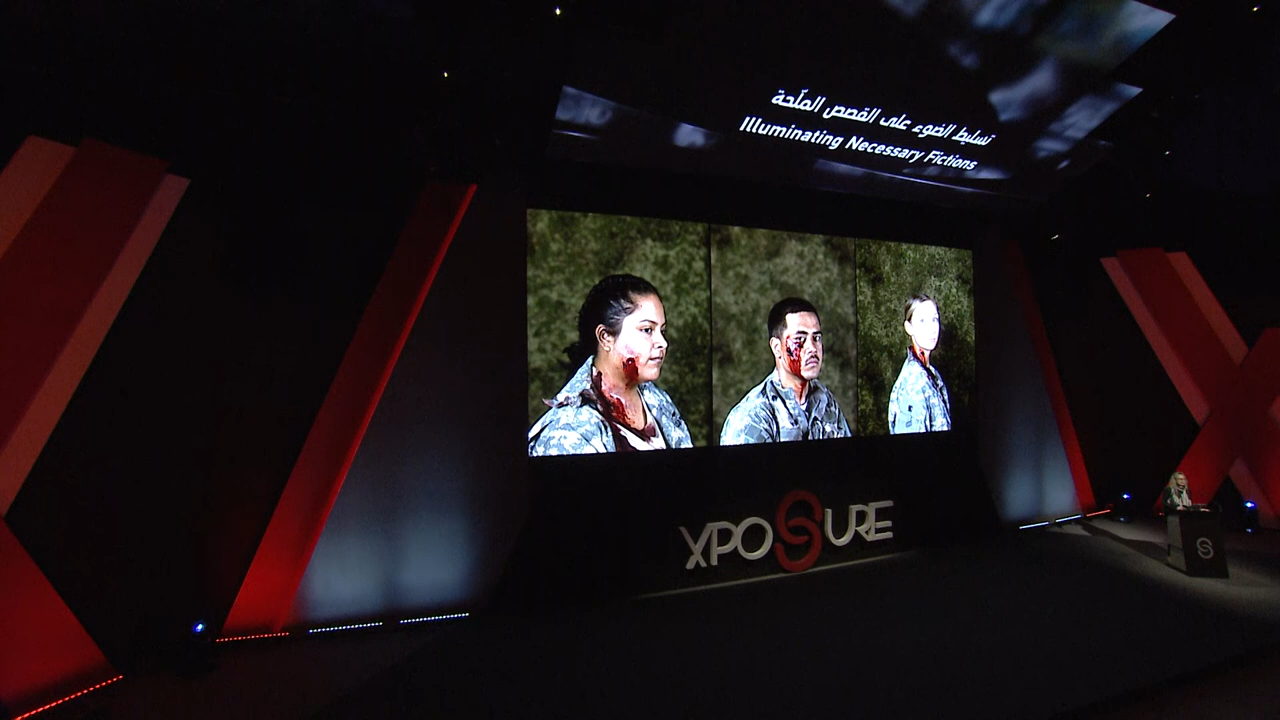 تسليط الضوء على القصص الملّحة
Illuminating Necessary Fictions
XPOSURE